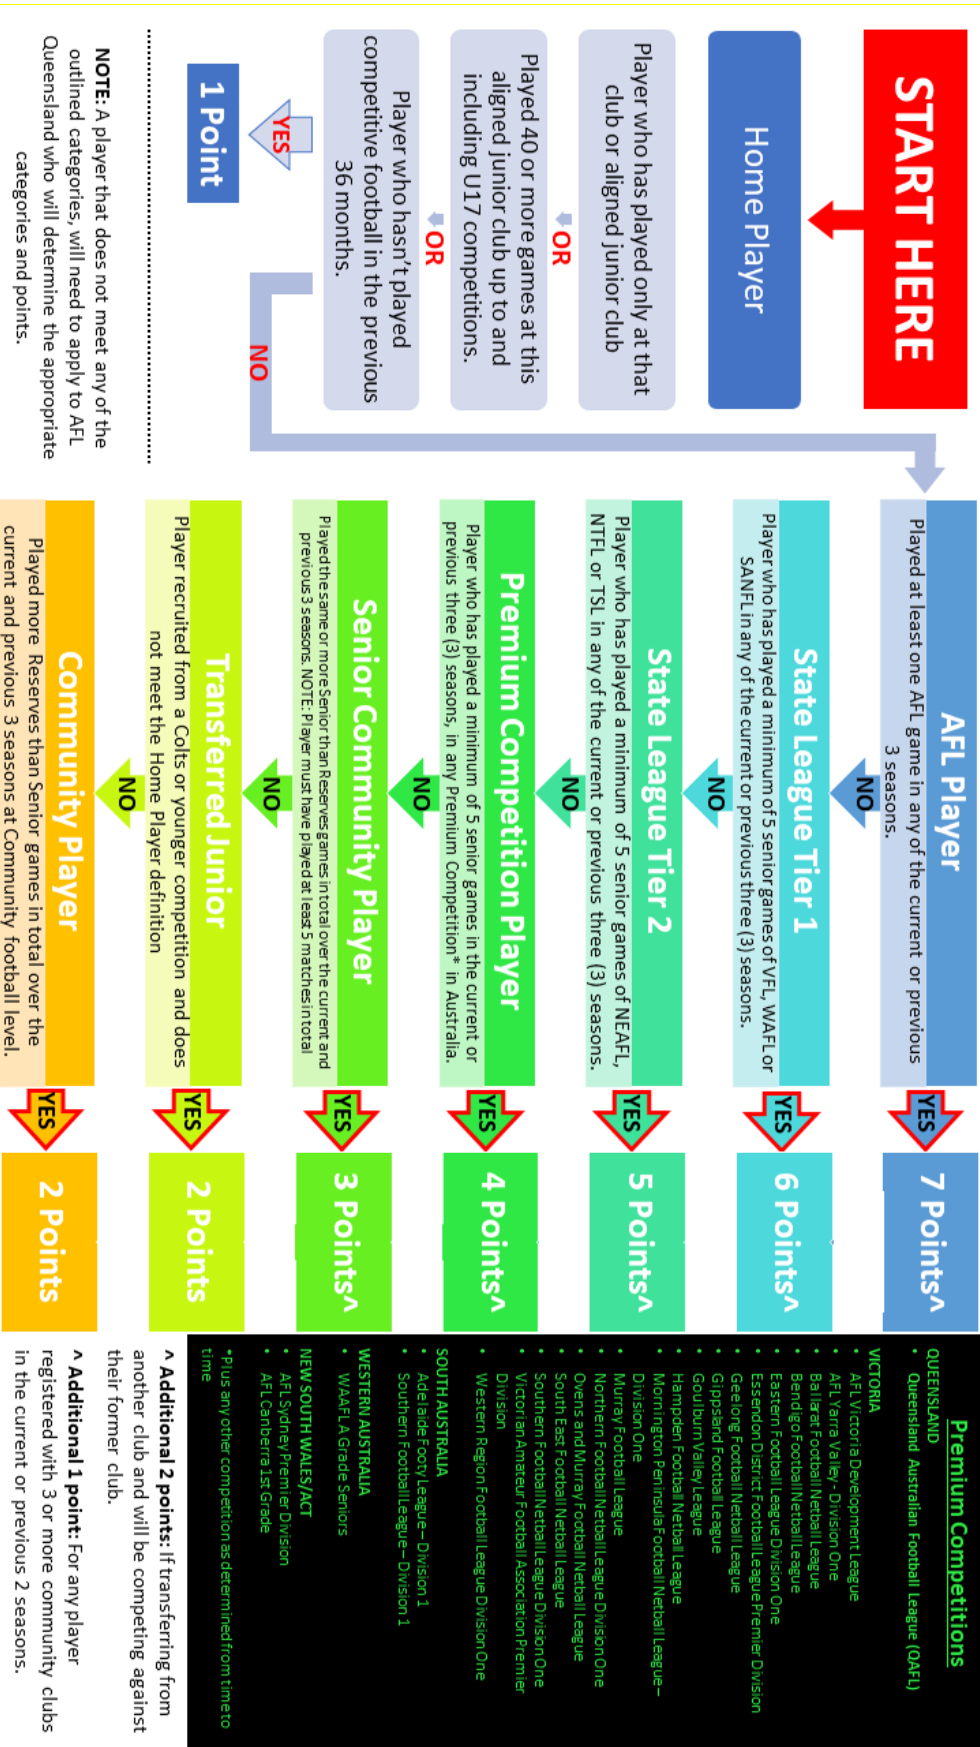 START HERE
Home Player
Player who has played only at that
club or aligned junior club
OR
Played 40 or more games at this
aligned junior club up to and
including U17 competitions.
OR
Player who hasn't played
competitive football in the previous
36 months.
YES
1 Point
NO
NOTE: A player that does not meet any of the
outlined categories, will need to apply to AFL
Queensland who will determine the appropriate
categories and points.
AFL Player
Played at least one AFL game in any of the current or previous
3 seasons.
YES
7 Points^
NO
State League Tier 1
Player who has played a minimum of 5 senior games of VFL, WAFL or
SANFL in any of the current or previous three (3) seasons.
YES
6 Points^
NO
State League Tier 2
Player who has played a minimum of 5 senior games of NEAFL,
NTFL or TSL in any of the current or previous three (3) seasons.
YES
5 Points^
NO
Premium Competition Player
Player who has played a minimum of 5 senior games in the current or
previous three (3) seasons, in any Premium Competition* in Australia.
YES
4 Points^
NO
Senior Community Player
Played the same or more Senior than Reserves games in total over the current and
previous 3 seasons. NOTE: Player must have played at least 5 matches in total
YES
3 Points^
NO
Transferred Junior
Player recruited from a Colts or younger competition and does
not meet the Home Player definition
YES
2 Points
NO
Community Player
Played more Reserves than Senior games in total over the
current and previous 3 seasons at Community football level.
YES
2 Points
Premium Competitions
QUEENSLAND
• Queensland Australian Football League (QAFL)
VICTORIA
• AFL Victoria Development League
• AFL Yarra Valley - Division One
• Ballarat Football Netball League
• Bendigo Football Netball League
• Eastern Football League Division One
• Essendon District Football League Premier Division
• Geelong Football Netball League
• Gippsland Football League
• Goulburn Valley League
• Hampden Football Netball League
• Mornington Peninsula Football Netball League –
Division One
• Murray Football League
• Northern Football Netball League Division One
• Ovens and Murray Football Netball League
• South East Football Netball League
• Southern Football Netball League Division One
• Victorian Amateur Football Association Premier
Division
• Western Region Football League Division One
SOUTH AUSTRALIA
• Adelaide Footy League – Division 1
• Southern Football League – Division 1
WESTERN AUSTRALIA
• WAAFL A Grade Seniors
NEW SOUTH WALES/ACT
• AFL Sydney Premier Division
• AFL Canberra 1st Grade
*Plus any other competition as determined from time to
time
^ Additional 2 points: If transferring from
another club and will be competing against
their former club.
^ Additional 1 point: For any player
registered with 3 or more community clubs
in the current or previous 2 seasons.